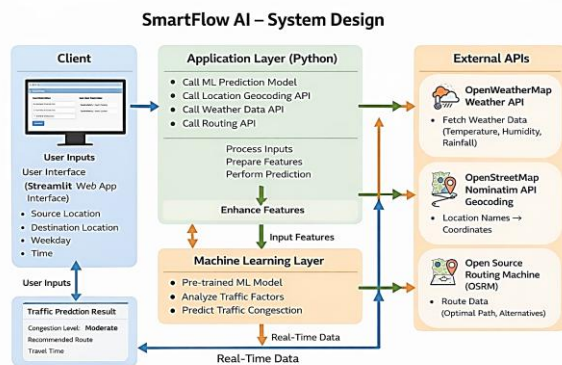 SmartFlow AI – System Design
Client
User Inputs
User Interface
(Streamlit Web App
Interface)
• Source Location
• Destination Location
• Weekday
• Time
User Inputs
Traffic Predtion Result
Congestion Level: Moderate
Recommended Route
Travel Time
Application Layer (Python)
• Call ML Prediction Model
• Call Location Geocoding API
• Call Weather Data API
• Call Routing API
Process Inputs
Prepare Features
Perform Prediction
Enhance Features
Input Features
Machine Learning Layer
• Pre-trained ML Model
• Analyze Traffic Factors
• Predict Traffic Congestion
Real-Time Data
Real-Time Data
External APIs
OpenWeatherMap
Weather API
• Fetch Weather Data
(Temperature, Humidity,
Rainfall)
OpenStreetMap
Nominatim API
Geocoding
• Location Names →
Coordinates
Open Source
Routing Machine
(OSRM)
• Route Data
(Optimal Path, Alternatives)